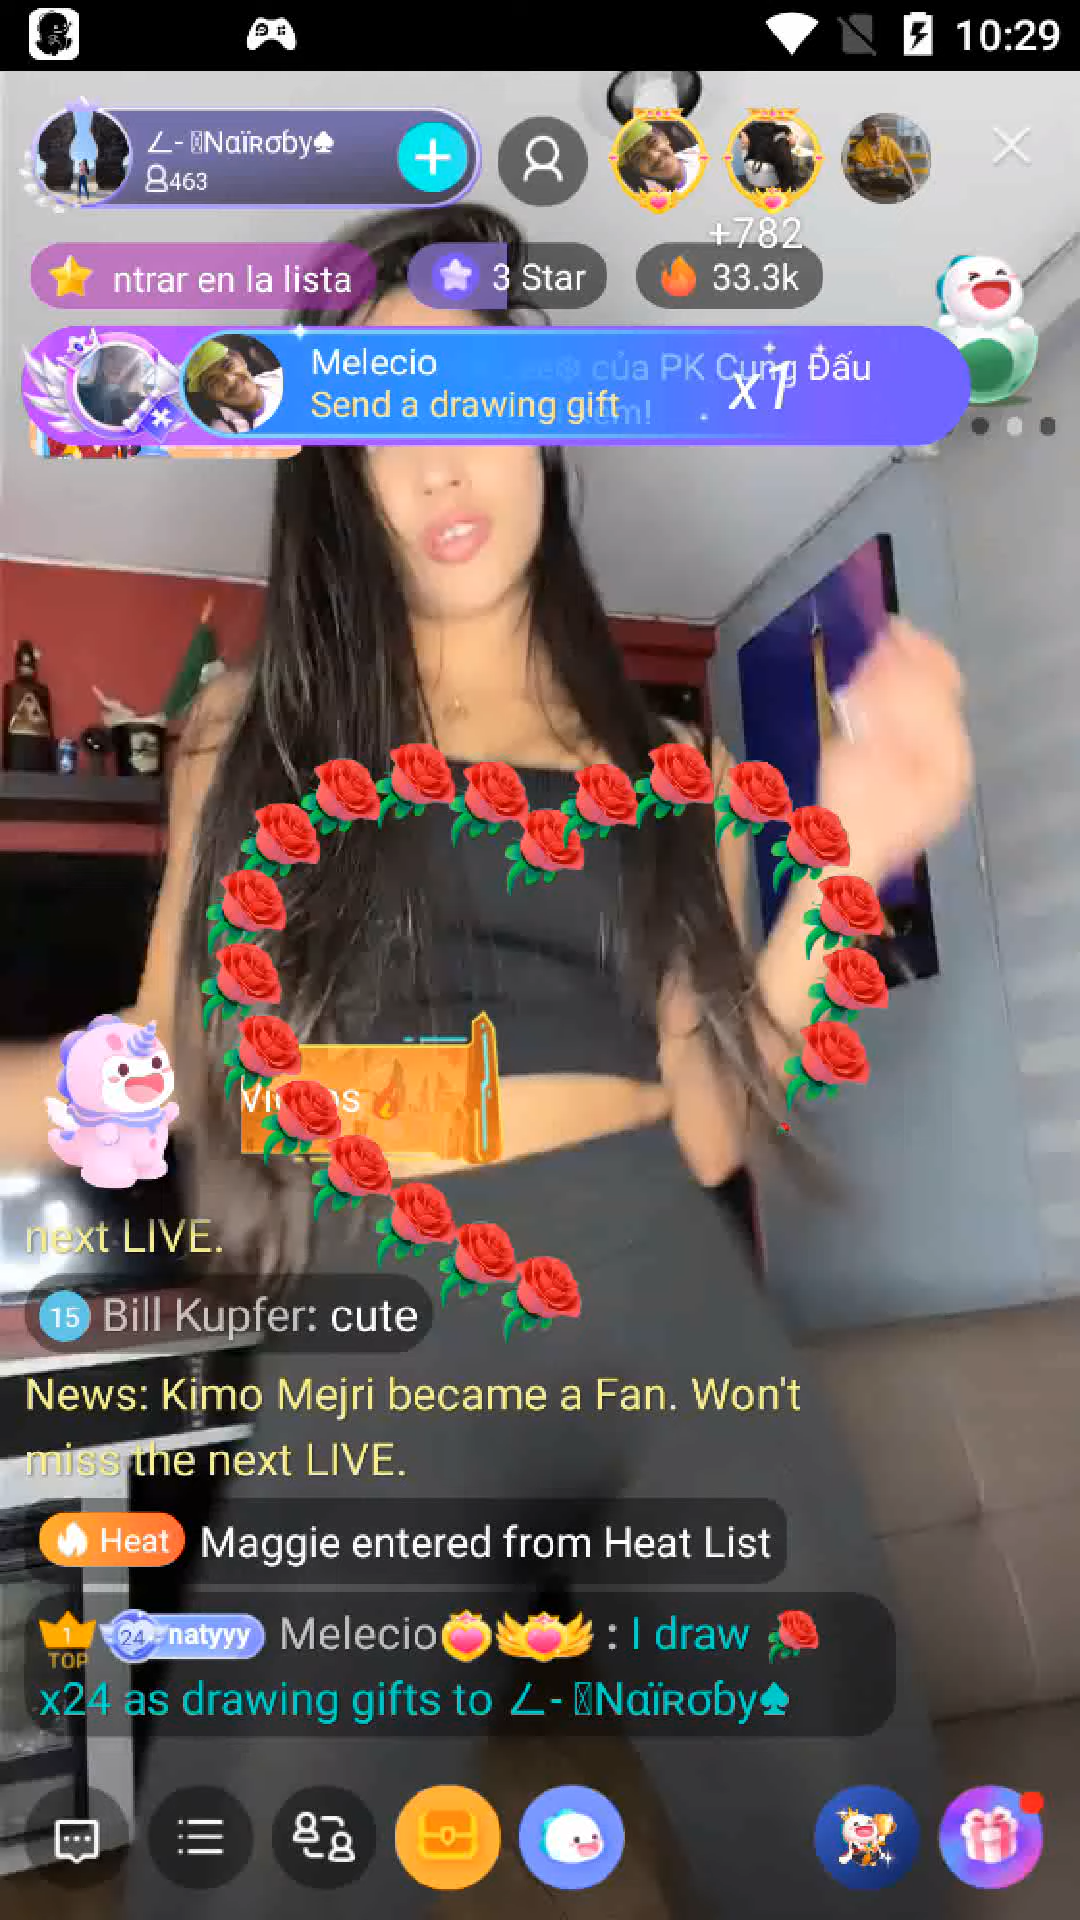 10:29
∠- Nαïʀσƅy♠
463
+782
ntrar en la lista
3 Star
33.3k
Melecio
của PK Cung Đấu
Send a drawing gift
x1
next LIVE.
15 Bill Kupfer: cute
News: Kimo Mejri became a Fan. Won't
miss the next LIVE.
Heat Maggie entered from Heat List
1 TOP 24 natyyy Melecio : I draw
x24 as drawing gifts to ∠- Nαïʀσƅy♠